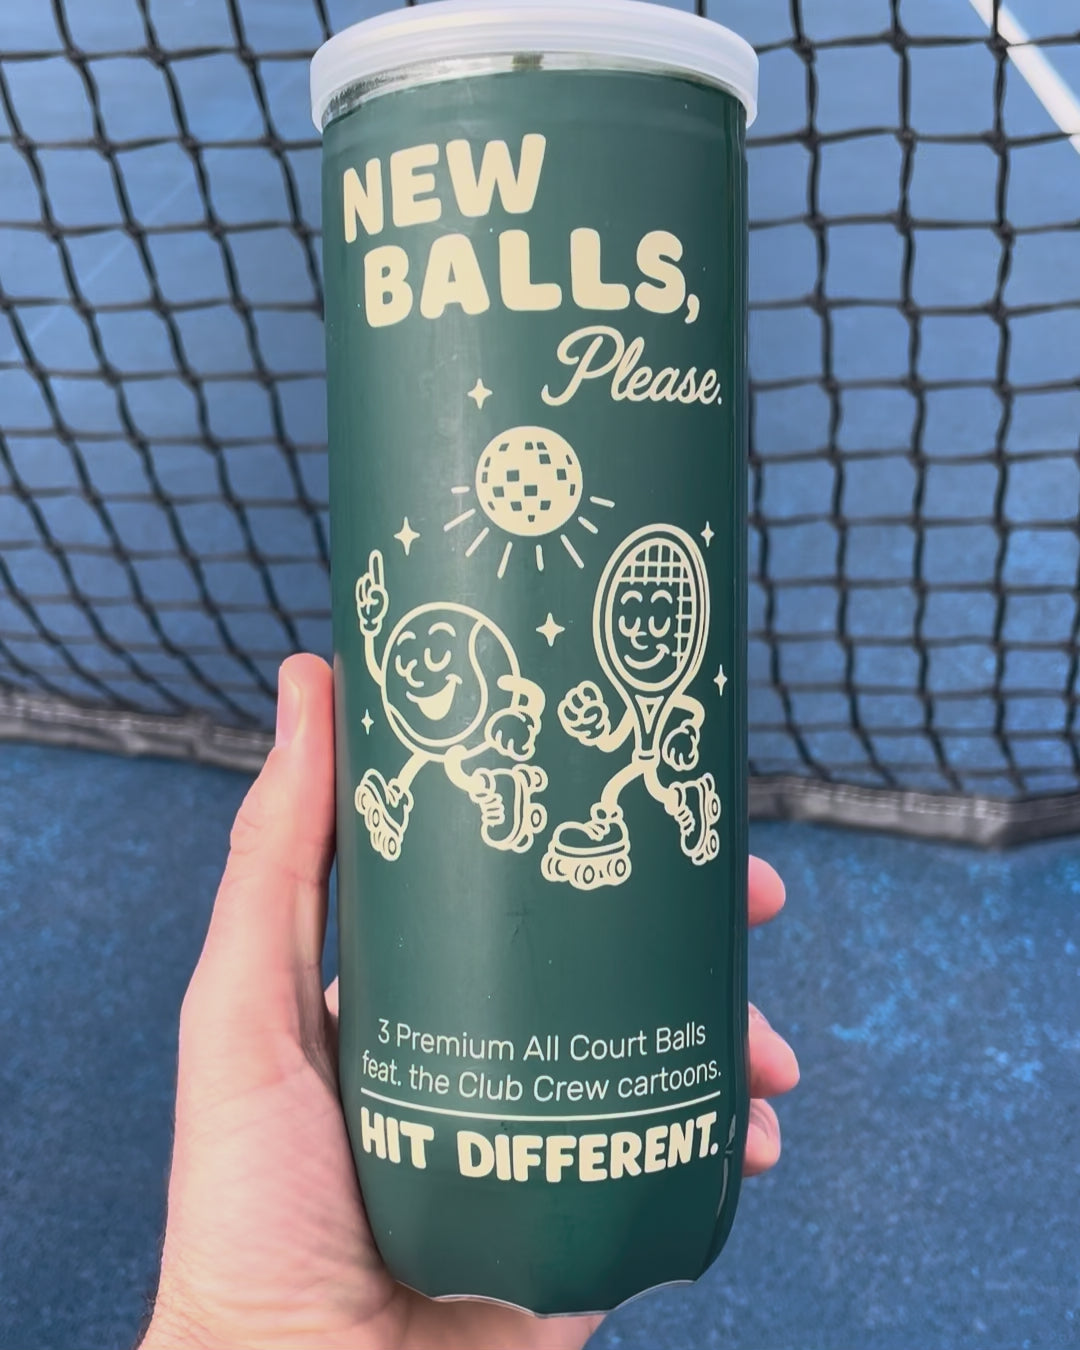 NEW
BALLS,
Please.
3 Premium All Court Balls
feat. the Club Crew cartoons.
HIT DIFFERENT.